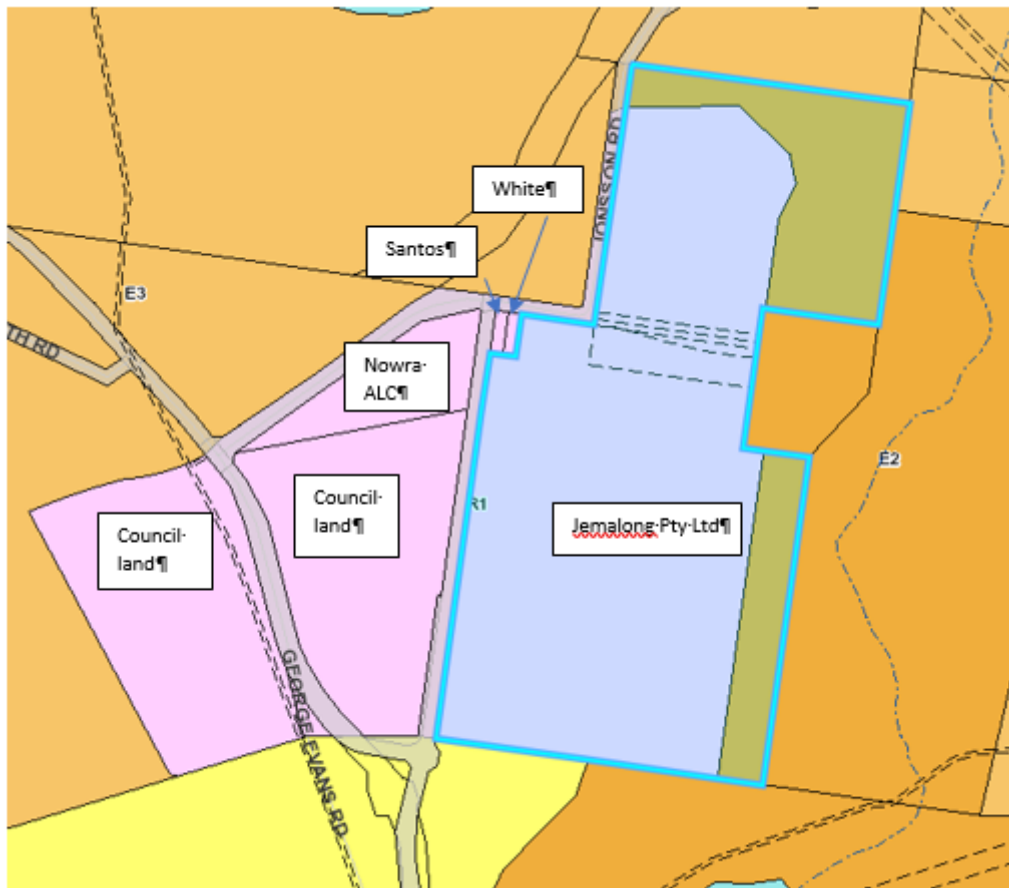 White¶
Santos¶
JONSSON RD
E3
TH RD
Nowra·
ALC¶
Council·
land¶
Council·
land¶
R1
Jemalong·Pty·Ltd¶
E2
GEORGE EVANS RD